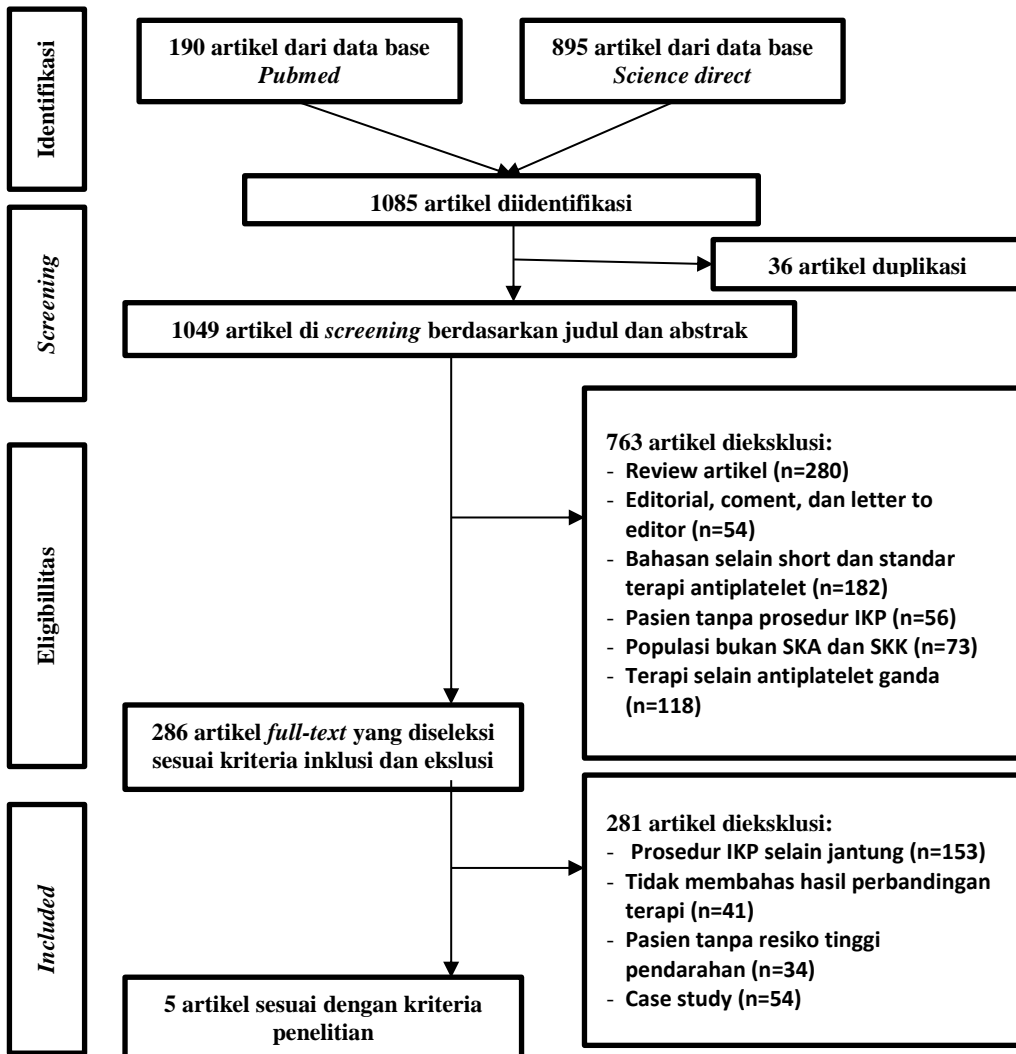 Identifikasi
190 artikel dari data base
Pubmed
895 artikel dari data base
Science direct
1085 artikel diidentifikasi
Screening
36 artikel duplikasi
1049 artikel di screening berdasarkan judul dan abstrak
Eligibillitas
763 artikel dieksklusi:
- Review artikel (n=280)
- Editorial, coment, dan letter to
editor (n=54)
- Bahasan selain short dan standar
terapi antiplatelet (n=182)
- Pasien tanpa prosedur IKP (n=56)
- Populasi bukan SKA dan SKK (n=73)
- Terapi selain antiplatelet ganda
(n=118)
286 artikel full-text yang diseleksi
sesuai kriteria inklusi dan ekslusi
Included
281 artikel dieksklusi:
- Prosedur IKP selain jantung (n=153)
- Tidak membahas hasil perbandingan
terapi (n=41)
- Pasien tanpa resiko tinggi
pendarahan (n=34)
- Case study (n=54)
5 artikel sesuai dengan kriteria
penelitian